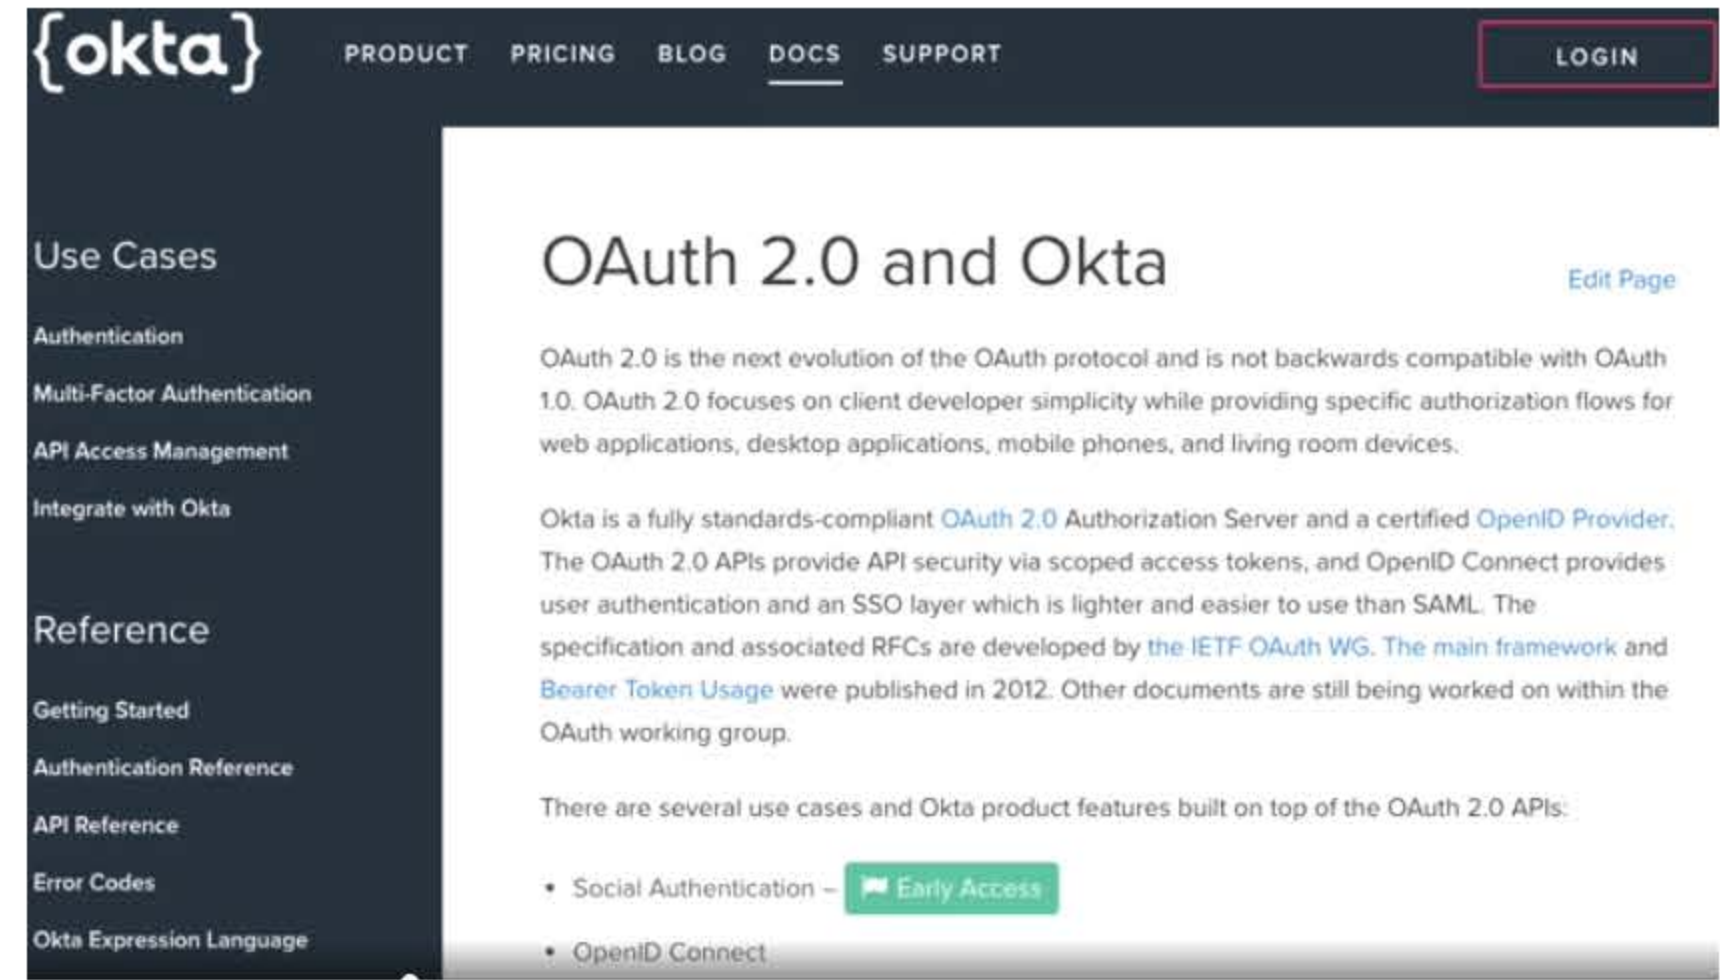 {okta} PRODUCT PRICING BLOG DOCS SUPPORT LOGIN
Use Cases
Authentication
Multi-Factor Authentication
API Access Management
Integrate with Okta
Reference
Getting Started
Authentication Reference
API Reference
Error Codes
Okta Expression Language
OAuth 2.0 and Okta
Edit Page
OAuth 2.0 is the next evolution of the OAuth protocol and is not backwards compatible with OAuth
1.0. OAuth 2.0 focuses on client developer simplicity while providing specific authorization flows for
web applications, desktop applications, mobile phones, and living room devices.
Okta is a fully standards-compliant OAuth 2.0 Authorization Server and a certified OpenID Provider.
The OAuth 2.0 APIs provide API security via scoped access tokens, and OpenID Connect provides
user authentication and an SSO layer which is lighter and easier to use than SAML. The
specification and associated RFCs are developed by the IETF OAuth WG. The main framework and
Bearer Token Usage were published in 2012. Other documents are still being worked on within the
OAuth working group.
There are several use cases and Okta product features built on top of the OAuth 2.0 APIs:
• Social Authentication – Early Access
• OpenID Connect